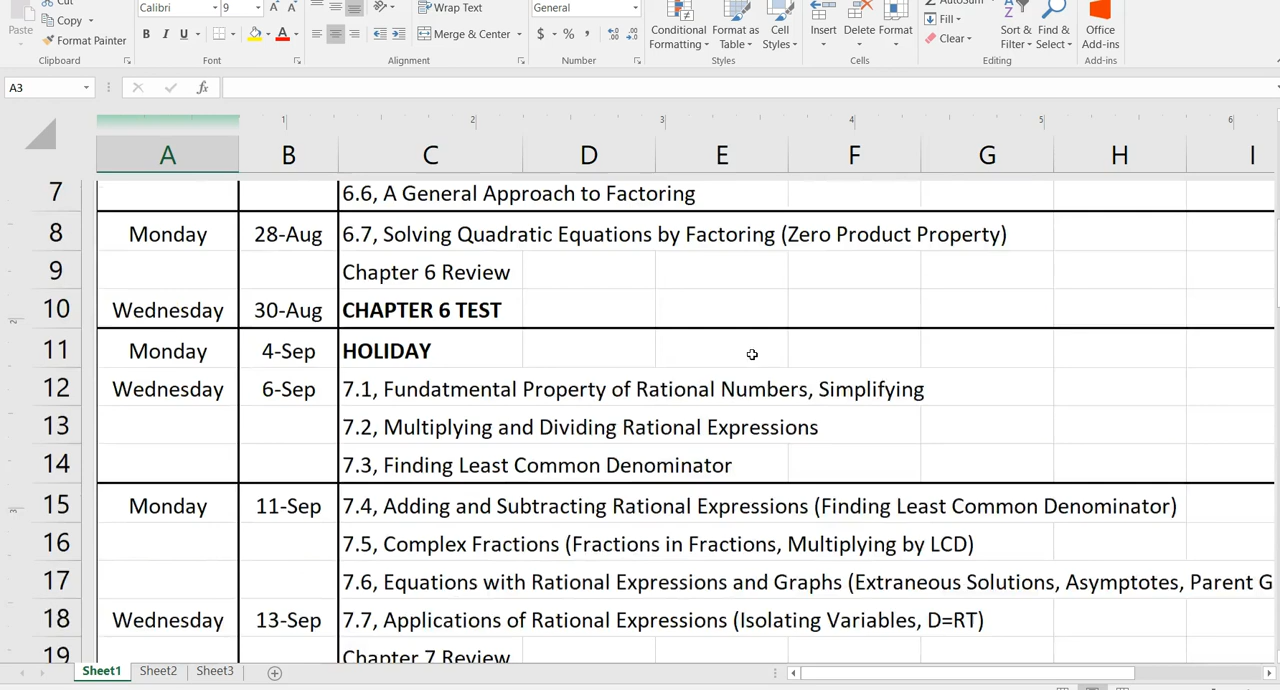 Cut
Calibri 9
Wrap Text
General
AutoSum
Paste
Copy
Format Painter
B I U
Merge & Center
$ % ,
Conditional Formatting
Format as Table
Cell Styles
Insert Delete Format
Fill
Clear
Sort & Filter
Find & Select
Office Add-ins
Clipboard Font Alignment Number Styles Cells Editing Add-ins
A3 fx
1 2 3 4 5 6
A B C D E F G H I
7 6.6, A General Approach to Factoring
8 Monday 28-Aug 6.7, Solving Quadratic Equations by Factoring (Zero Product Property)
9 Chapter 6 Review
10 Wednesday 30-Aug CHAPTER 6 TEST
11 Monday 4-Sep HOLIDAY
12 Wednesday 6-Sep 7.1, Fundatmental Property of Rational Numbers, Simplifying
13 7.2, Multiplying and Dividing Rational Expressions
14 7.3, Finding Least Common Denominator
15 Monday 11-Sep 7.4, Adding and Subtracting Rational Expressions (Finding Least Common Denominator)
16 7.5, Complex Fractions (Fractions in Fractions, Multiplying by LCD)
17 7.6, Equations with Rational Expressions and Graphs (Extraneous Solutions, Asymptotes, Parent G
18 Wednesday 13-Sep 7.7, Applications of Rational Expressions (Isolating Variables, D=RT)
19 Chapter 7 Review
Sheet1 Sheet2 Sheet3